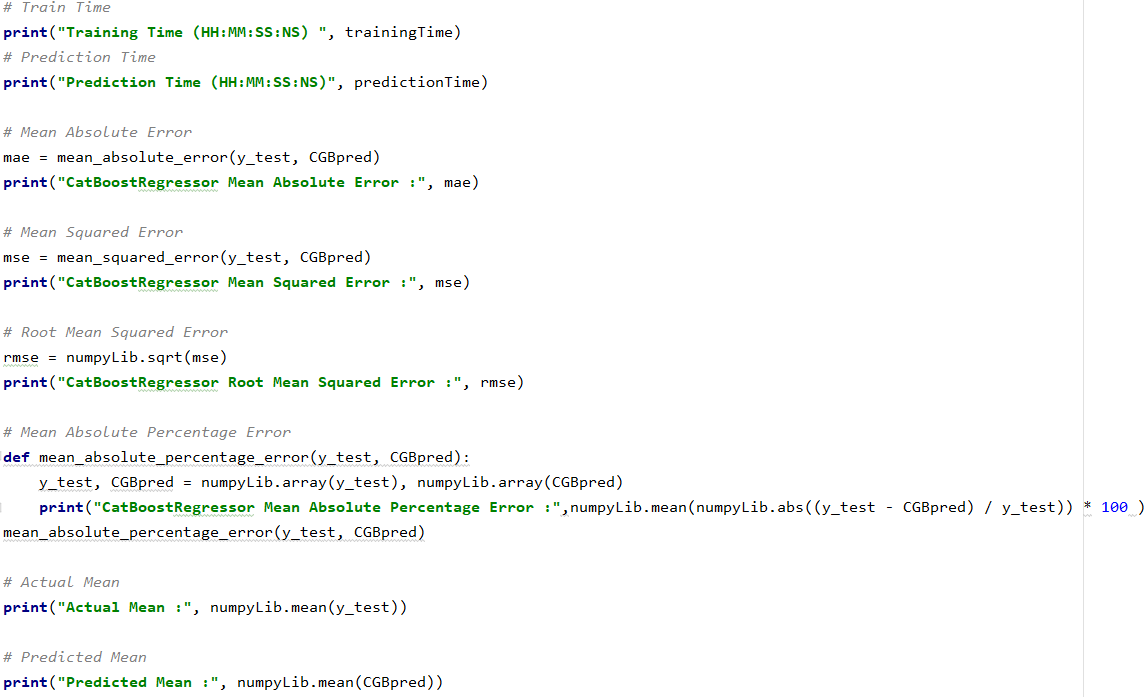 # Train Time
print("Training Time (HH:MM:SS:NS) ", trainingTime)
# Prediction Time
print("Prediction Time (HH:MM:SS:NS)", predictionTime)

# Mean Absolute Error
mae = mean_absolute_error(y_test, CGBpred)
print("CatBoostRegressor Mean Absolute Error :", mae)

# Mean Squared Error
mse = mean_squared_error(y_test, CGBpred)
print("CatBoostRegressor Mean Squared Error :", mse)

# Root Mean Squared Error
rmse = numpyLib.sqrt(mse)
print("CatBoostRegressor Root Mean Squared Error :", rmse)

# Mean Absolute Percentage Error
def mean_absolute_percentage_error(y_test, CGBpred):
    y_test, CGBpred = numpyLib.array(y_test), numpyLib.array(CGBpred)
    print("CatBoostRegressor Mean Absolute Percentage Error :",numpyLib.mean(numpyLib.abs((y_test - CGBpred) / y_test)) * 100 )
mean_absolute_percentage_error(y_test, CGBpred)

# Actual Mean
print("Actual Mean :", numpyLib.mean(y_test))

# Predicted Mean
print("Predicted Mean :", numpyLib.mean(CGBpred))